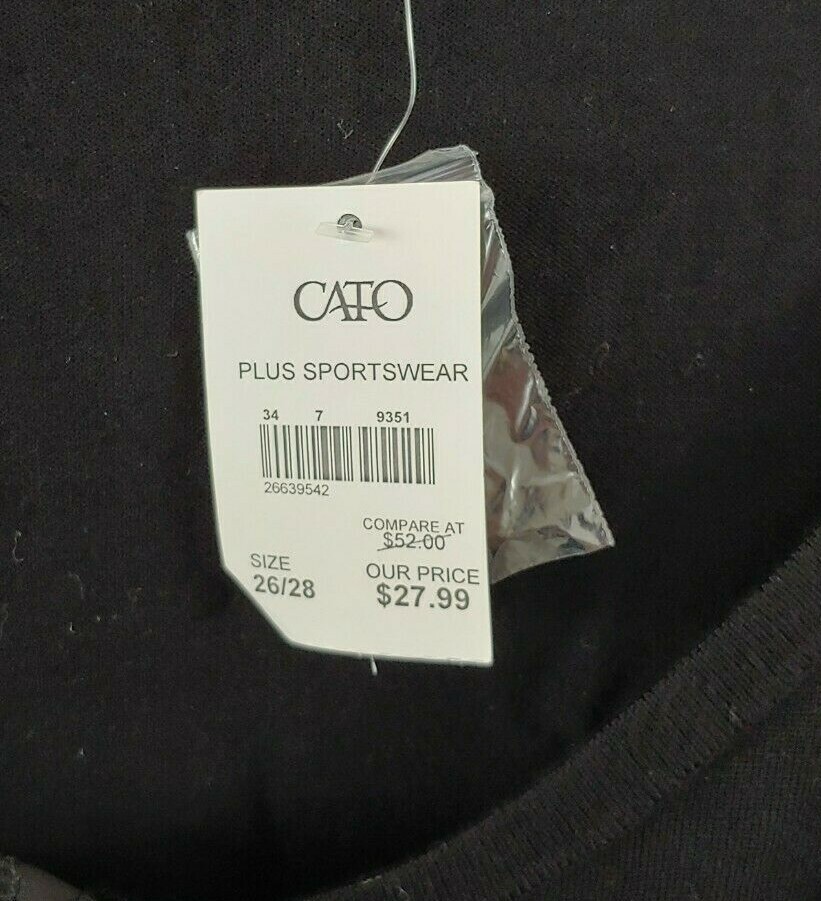 CATO
PLUS SPORTSWEAR
34 7 9351
26639542
COMPARE AT
$52.00
SIZE
26/28
OUR PRICE
$27.99